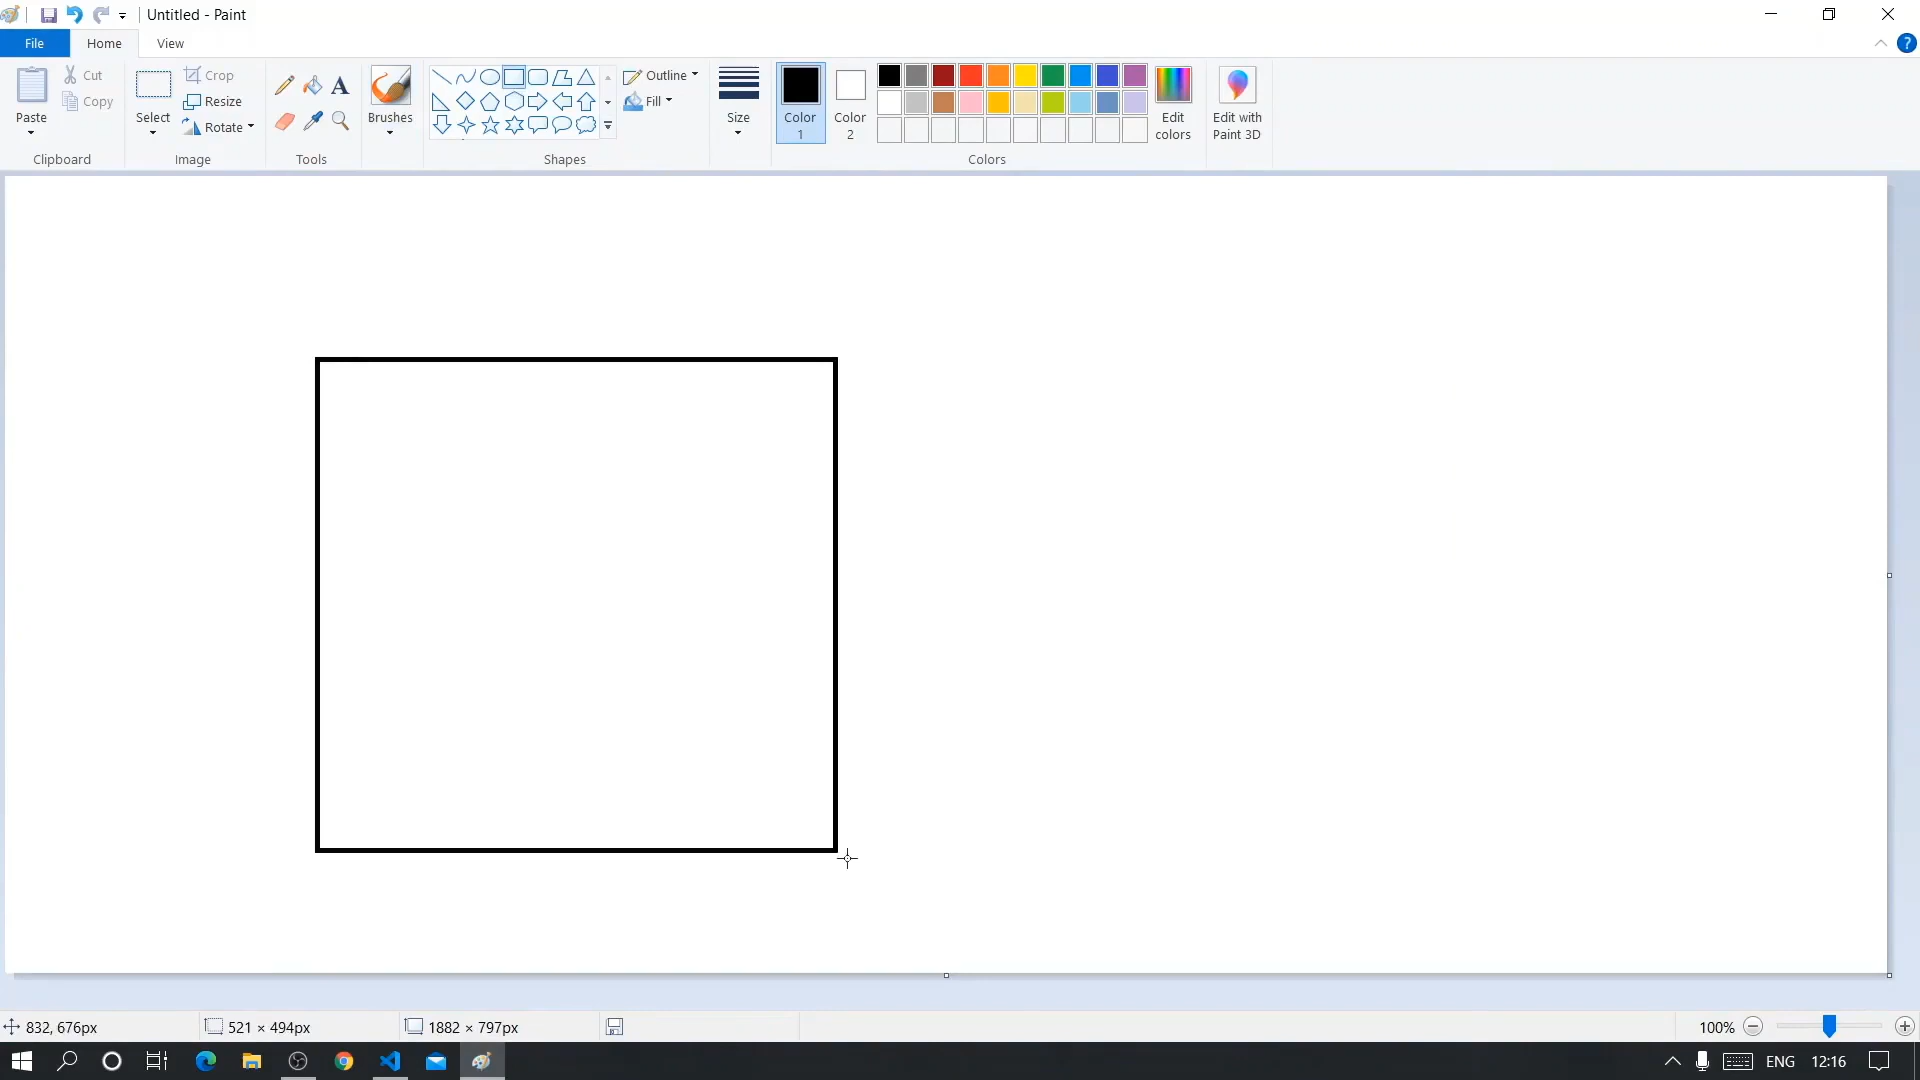 Untitled - Paint
File Home View
Paste
Cut
Copy
Clipboard
Select
Crop
Resize
Rotate
Image
A
Tools
Brushes
Shapes
Outline
Fill
Size
Color
1
Color
2
Colors
Edit
colors
Edit with
Paint 3D
?
832, 676px
521 × 494px
1882 × 797px
100%
ENG
12:16